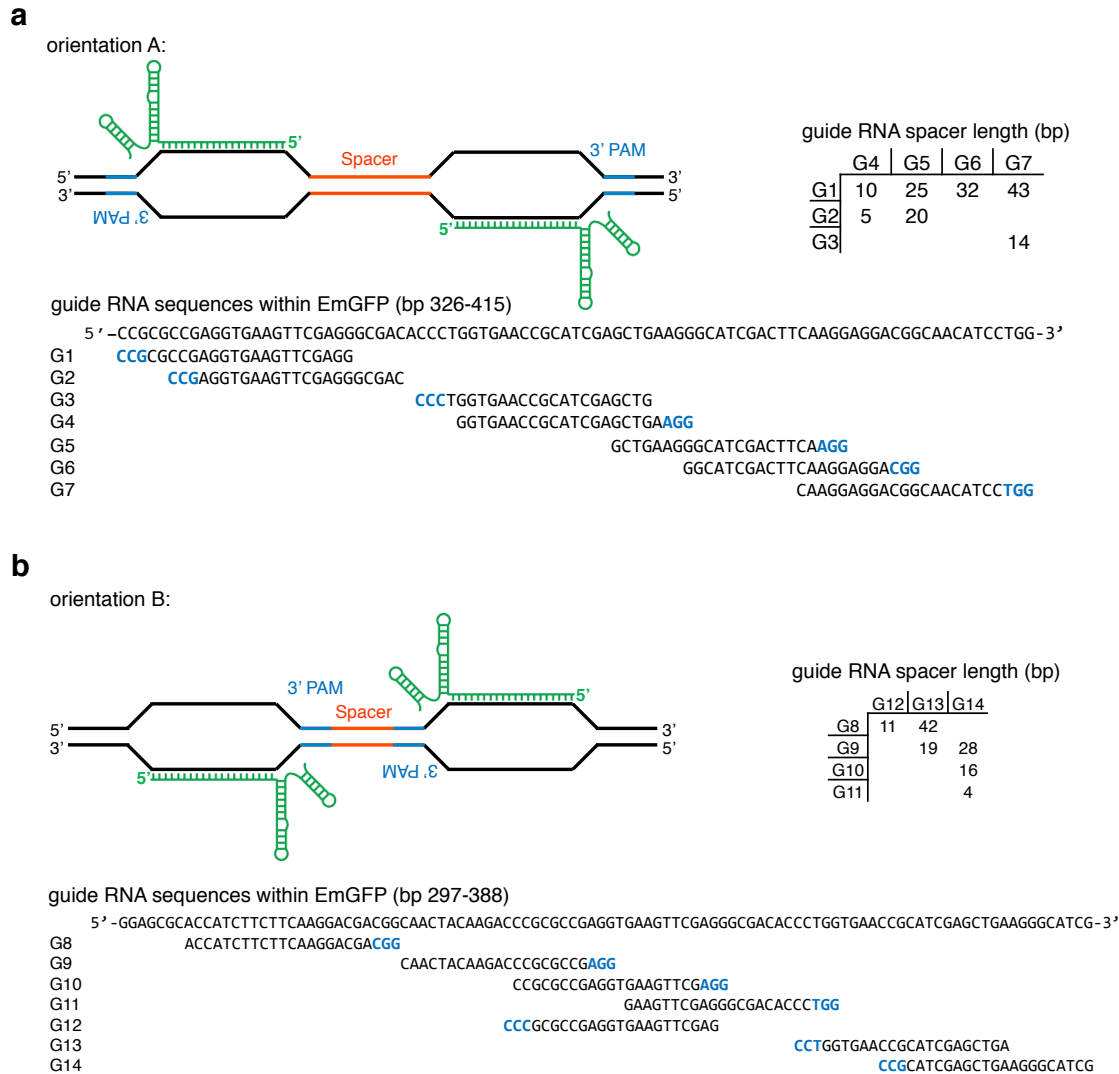 a
orientation A:
5’
Spacer
3’ PAM
5’
3’
3’
5’
3’ PAM
5’
guide RNA spacer length (bp)
G4 G5 G6 G7
G1 10 25 32 43
G2 5 20
G3 14
guide RNA sequences within EmGFP (bp 326-415)
5’-CCGCGCCGAGGTGAAGTTCGAGGGCGACACCCTGGTGAACCGCATCGAGCTGAAGGGCATCGACTTCAAGGAGGACGGCAACATCCTGG-3’
G1 CCGCGCCGAGGTGAAGTTCGAGG
G2 CCGAGGTGAAGTTCGAGGGCGAC
G3 CCCTGGTGAACCGCATCGAGCTG
G4 GGTGAACCGCATCGAGCTGAAGG
G5 GCTGAAGGGCATCGACTTCAAGG
G6 GGCATCGACTTCAAGGAGGACGG
G7 CAAGGAGGACGGCAACATCCTGG
b
orientation B:
5’
3’ PAM
Spacer
5’
3’
3’
5’
3’ PAM
5’
guide RNA spacer length (bp)
G12 G13 G14
G8 11 42
G9 19 28
G10 16
G11 4
guide RNA sequences within EmGFP (bp 297-388)
5’-GGAGCGCACCATCTTCTTCAAGGACGACGGCAACTACAAGACCCGCGCCGAGGTGAAGTTCGAGGGCGACACCCTGGTGAACCGCATCGAGCTGAAGGGCATCG-3’
G8 ACCATCTTCTTCAAGGACGACGG
G9 CAACTACAAGACCCGCGCCGAGG
G10 CCGCGCCGAGGTGAAGTTCGAGG
G11 GAAGTTCGAGGGCGACACCCTGG
G12 CCCGCGCCGAGGTGAAGTTCGAG
G13 CCTGGTGAACCGCATCGAGCTGA
G14 CCGCATCGAGCTGAAGGGCATCG